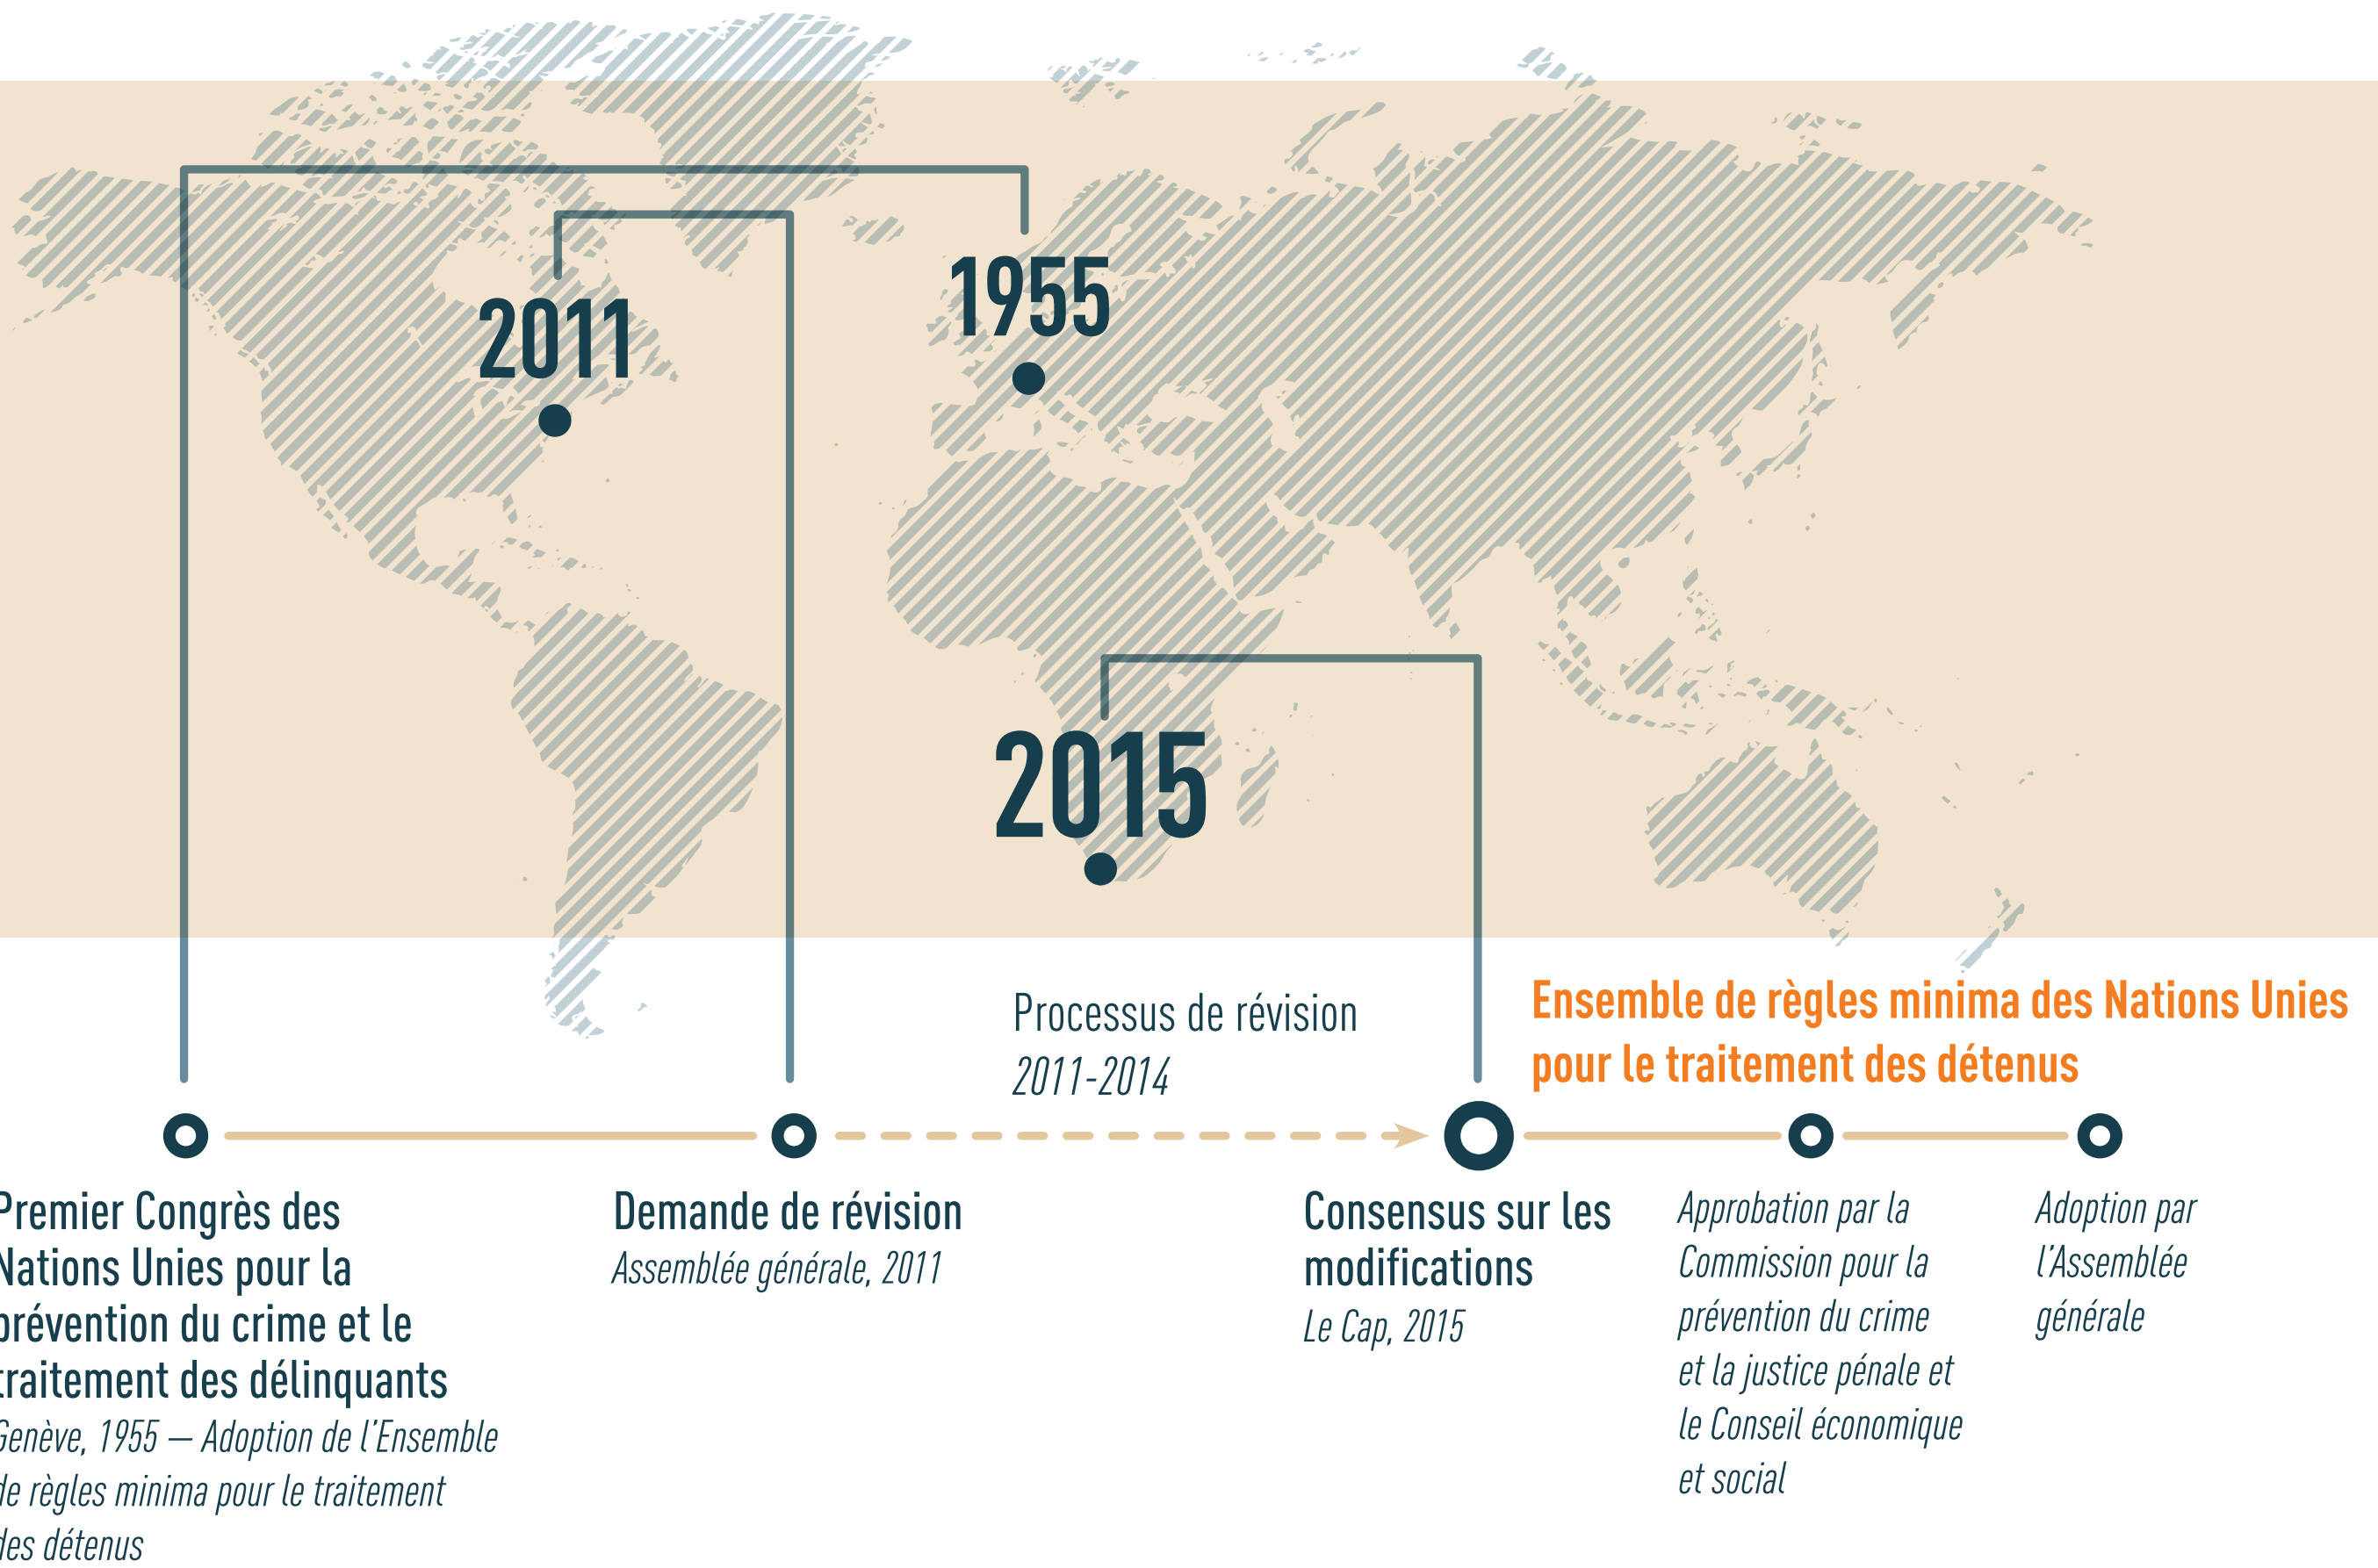 1955
2011
2015
Processus de révision
2011-2014
Ensemble de règles minima des Nations Unies
pour le traitement des détenus
Premier Congrès des
Nations Unies pour la
prévention du crime et le
traitement des délinquants
Genève, 1955 — Adoption de l'Ensemble
de règles minima pour le traitement
des détenus
Demande de révision
Assemblée générale, 2011
Consensus sur les
modifications
Le Cap, 2015
Approbation par la
Commission pour la
prévention du crime
et la justice pénale et
le Conseil économique
et social
Adoption par
l'Assemblée
générale